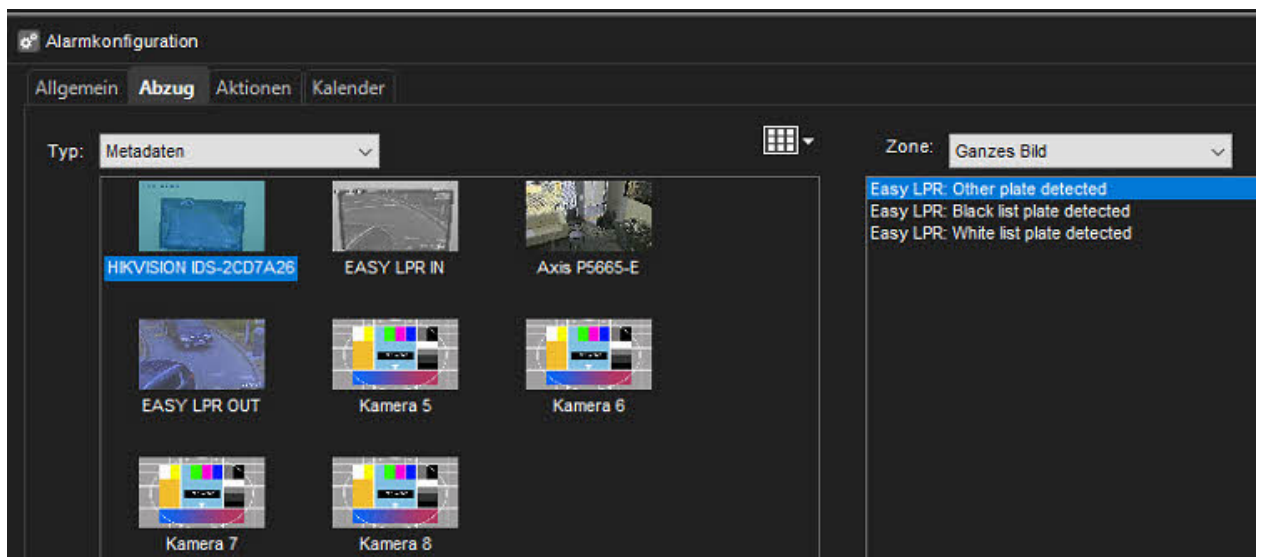 Alarmkonfiguration
Allgemein Abzug Aktionen Kalender
Typ: Metadaten
Zone: Ganzes Bild
HIKVISION IDS-2CD7A26 EASY LPR IN Axis P5665-E
Easy LPR: Other plate detected
Easy LPR: Black list plate detected
Easy LPR: White list plate detected
EASY LPR OUT Kamera 5 Kamera 6
Kamera 7 Kamera 8